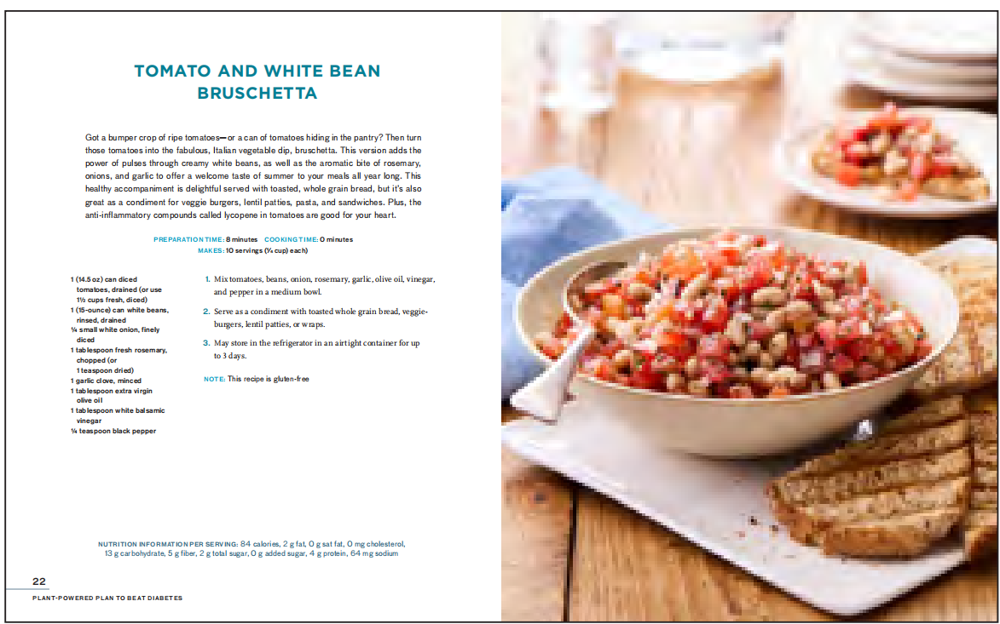 TOMATO AND WHITE BEAN
BRUSCHETTA
Got a bumper crop of ripe tomatoes—or a can of tomatoes hiding in the pantry? Then turn
those tomatoes into the fabulous, Italian vegetable dip, bruschetta. This version adds the
power of pulses through creamy white beans, as well as the aromatic bite of rosemary,
onions, and garlic to offer a welcome taste of summer to your meals all year long. This
healthy accompaniment is delightful served with toasted, whole grain bread, but it's also
great as a condiment for veggie burgers, lentil patties, pasta, and sandwiches. Plus, the
anti-inflammatory compounds called lycopene in tomatoes are good for your heart.
PREPARATION TIME: 8 minutes COOKING TIME: 0 minutes
MAKES: 10 servings (⅓ cup) each)
1 (14.5 oz) can diced
tomatoes, drained (or use
1½ cups fresh, diced)
1 (15-ounce) can white beans,
rinsed, drained
¼ small white onion, finely
diced
1 tablespoon fresh rosemary,
chopped (or
1 teaspoon dried)
1 garlic clove, minced
1 tablespoon extra virgin
olive oil
1 tablespoon white balsamic
vinegar
¼ teaspoon black pepper
1. Mix tomatoes, beans, onion, rosemary, garlic, olive oil, vinegar,
and pepper in a medium bowl.
2. Serve as a condiment with toasted whole grain bread, veggie-
burgers, lentil patties, or wraps.
3. May store in the refrigerator in an airtight container for up
to 3 days.
NOTE: This recipe is gluten-free
NUTRITION INFORMATION PER SERVING: 84 calories, 2 g fat, 0 g sat fat, 0 mg cholesterol,
13 g carbohydrate, 5 g fiber, 2 g total sugar, 0 g added sugar, 4 g protein, 64 mg sodium
22
PLANT-POWERED PLAN TO BEAT DIABETES